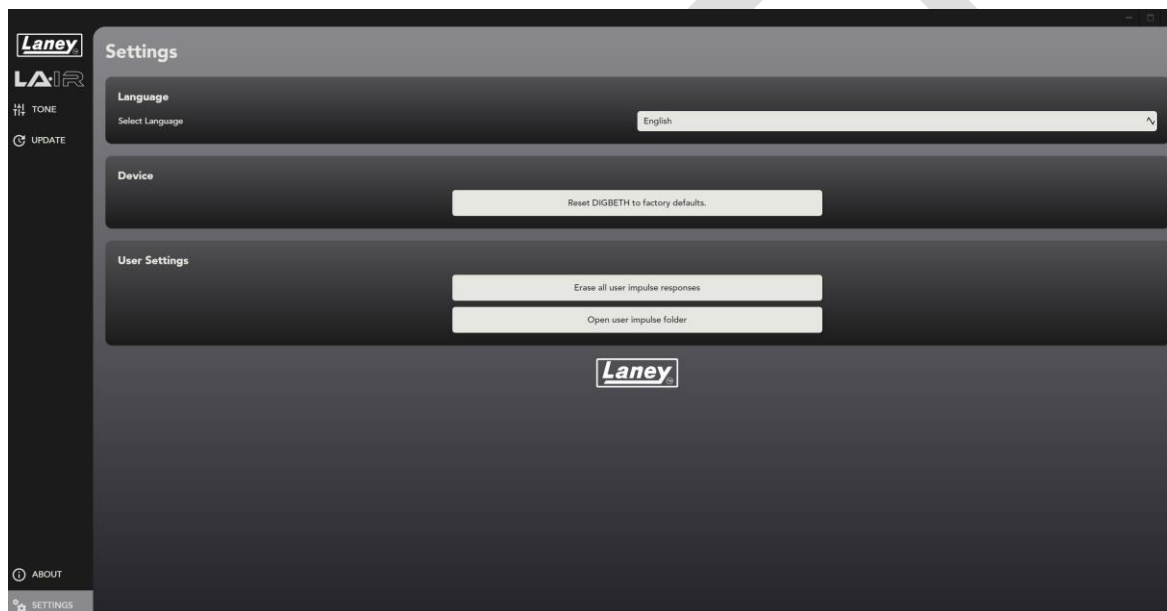 Laney
LA·IR
TONE
UPDATE
Settings
Language
Select Language
English
Device
Reset DIGBETH to factory defaults.
User Settings
Erase all user impulse responses
Open user impulse folder
Laney
ABOUT
SETTINGS